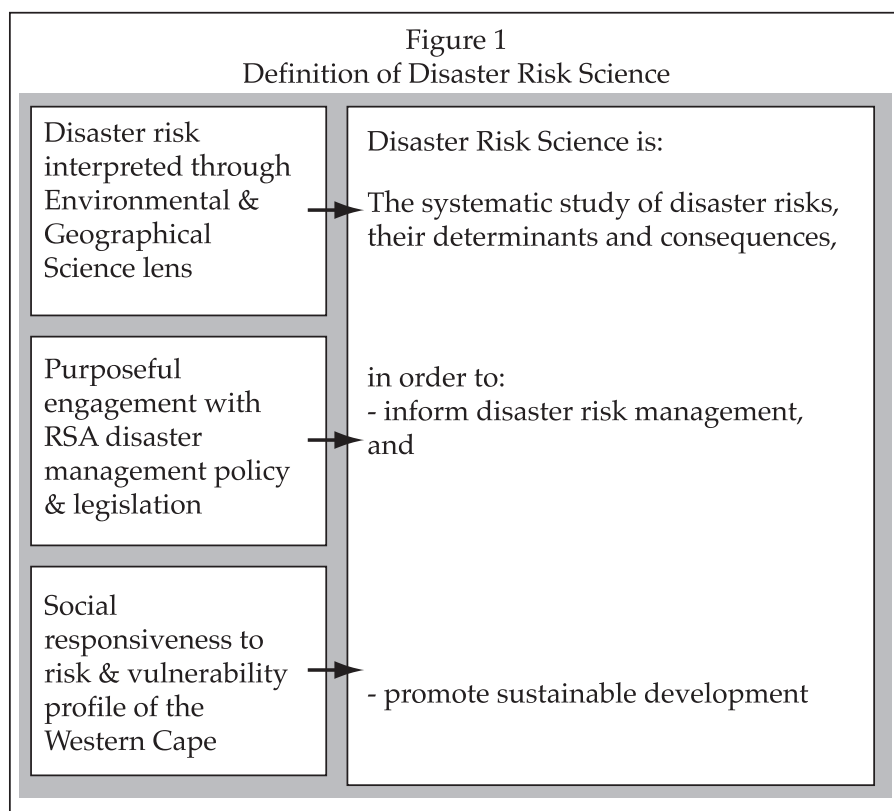 Figure 1
Definition of Disaster Risk Science
Disaster risk
interpreted through
Environmental &
Geographical
Science lens
Purposeful
engagement with
RSA disaster
management policy
& legislation
Social
responsiveness to
risk & vulnerability
profile of the
Western Cape
Disaster Risk Science is:
The systematic study of disaster risks,
their determinants and consequences,
in order to:
- inform disaster risk management,
and
- promote sustainable development